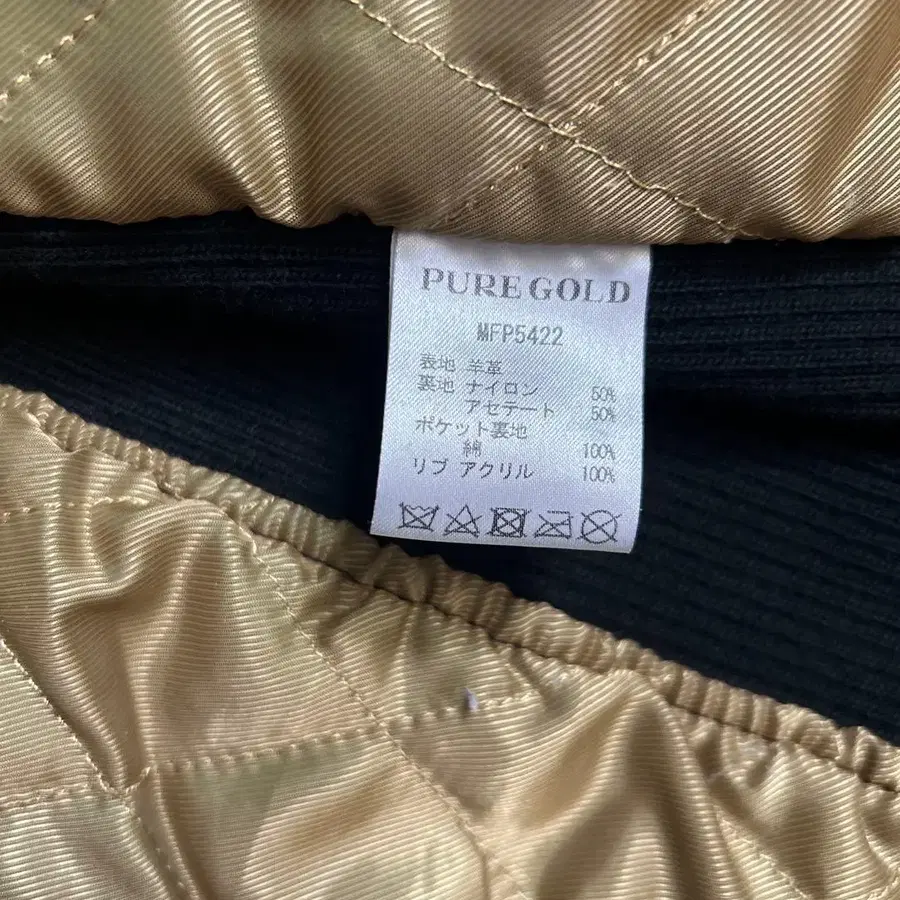 PURE GOLD
MFP5422
表地 羊革
裏地 ナイロン 50%
アセテート 50%
ポケット裏地
綿 100%
リブ アクリル 100%